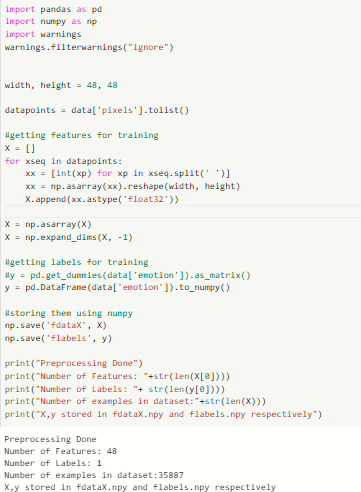 import pandas as pd
import numpy as np
import warnings
warnings.filterwarnings("ignore")
width, height = 48, 48
datapoints = data['pixels'].tolist()
#getting features for training
X = []
for xseq in datapoints:
    xx = [int(xp) for xp in xseq.split(' ')]
    xx = np.asarray(xx).reshape(width, height)
    X.append(xx.astype('float32'))
X = np.asarray(X)
X = np.expand_dims(X, -1)
#getting labels for training
#y = pd.get_dummies(data['emotion']).as_matrix()
y = pd.DataFrame(data['emotion']).to_numpy()
#storing them using numpy
np.save('fdataX', X)
np.save('flabels', y)
print("Preprocessing Done")
print("Number of Features: "+str(len(X[0])))
print("Number of Labels: "+ str(len(y[0])))
print("Number of examples in dataset:"+str(len(X)))
print("X,y stored in fdataX.npy and flabels.npy respectively")
Preprocessing Done
Number of Features: 48
Number of Labels: 1
Number of examples in dataset:35887
X,y stored in fdataX.npy and flabels.npy respectively